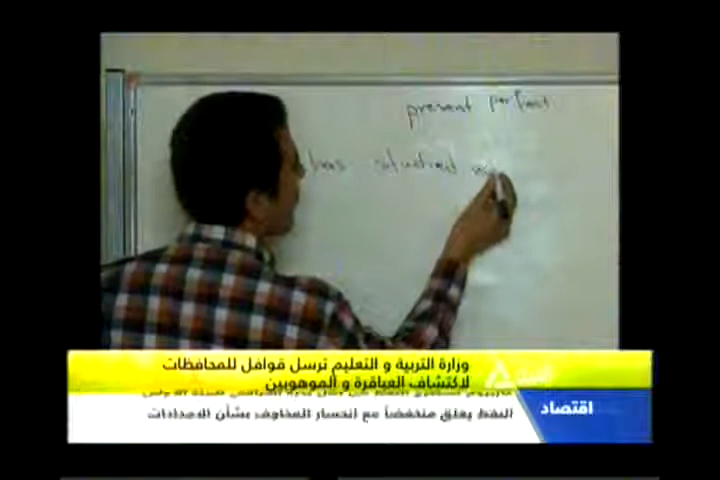 present perfect
has
وزارة التربية و التعليم ترسل قوافل للمحافظات
لاكتشاف العباقرة و الموهوبين
اقتصاد
النفط يغلق منخفضاً مع انحسار المخاوف بشأن الامدادات